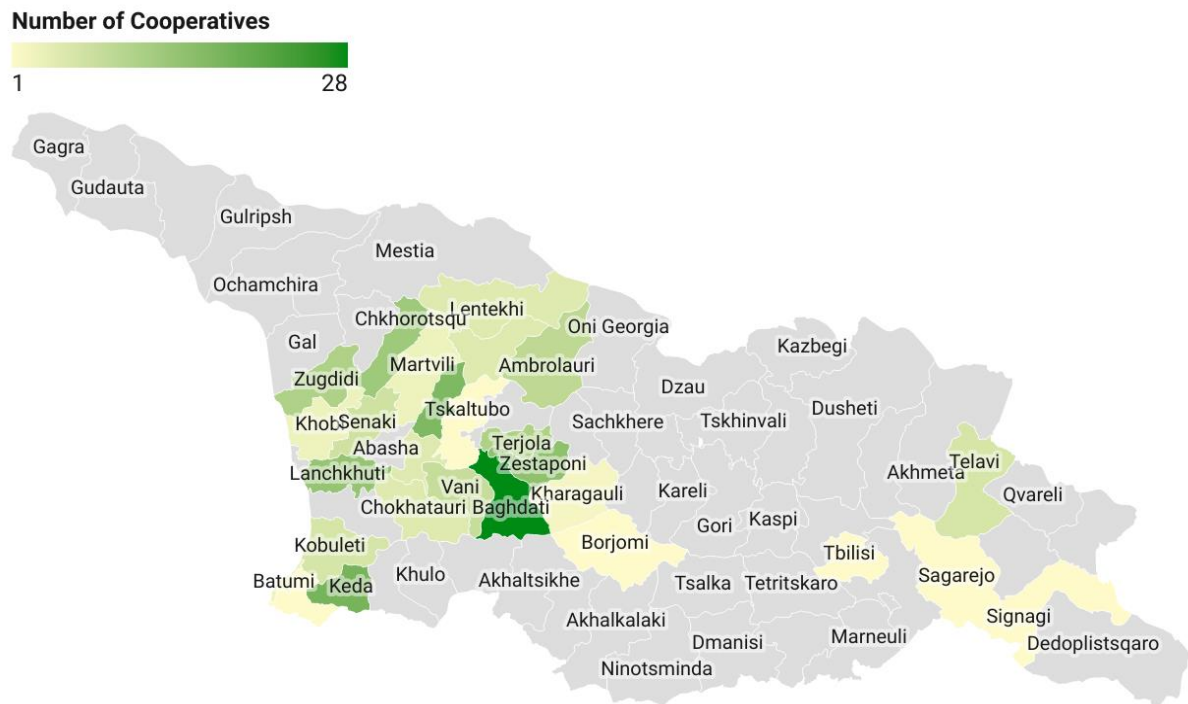 Number of Cooperatives
1 28
Gagra
Gudauta
Gulripsh
Mestia
Ochamchira
Lentekhi
Chkhorotsqu
Oni Georgia
Gal
Kazbegi
Martvili
Ambrolauri
Zugdidi
Dzau
Tskaltubo
Dusheti
Khob
Senaki
Sachkhere
Tskhinvali
Terjola
Abasha
Zestaponi
Telavi
Akhmeta
Lanchkhuti
Vani
Kharagauli
Kareli
Qvareli
Chokhatauri
Baghdati
Gori
Kaspi
Kobuleti
Borjomi
Tbilisi
Batumi
Keda
Khulo
Akhaltsikhe
Tsalka
Tetritskaro
Sagarejo
Akhalkalaki
Signagi
Dmanisi
Marneuli
Dedoplistsqaro
Ninotsminda